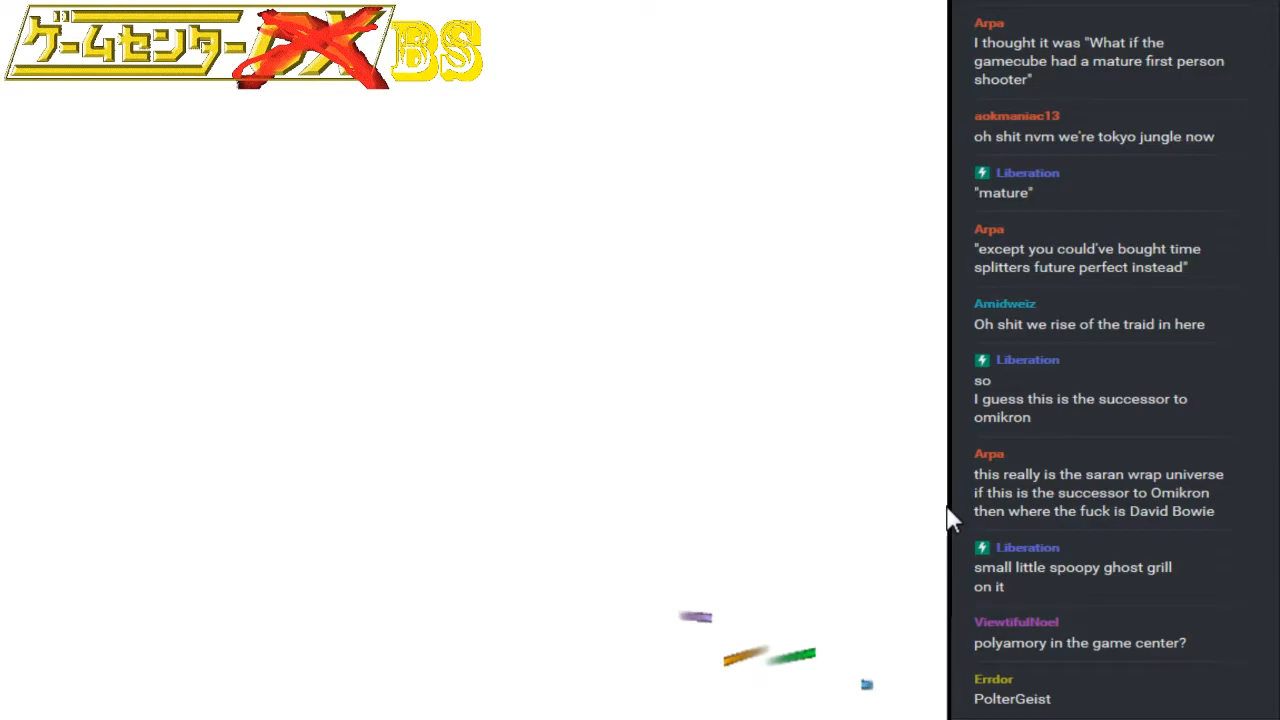 ゲームセンターDX BS
Arpa
I thought it was "What if the
gamecube had a mature first person
shooter"
aokmaniac13
oh shit nvm we're tokyo jungle now
Liberation
"mature"
Arpa
"except you could've bought time
splitters future perfect instead"
Amidweiz
Oh shit we rise of the traid in here
Liberation
so
I guess this is the successor to
omikron
Arpa
this really is the saran wrap universe
if this is the successor to Omikron
then where the fuck is David Bowie
Liberation
small little spoopy ghost grill
on it
ViewtifulNoel
polyamory in the game center?
Errdor
PolterGeist